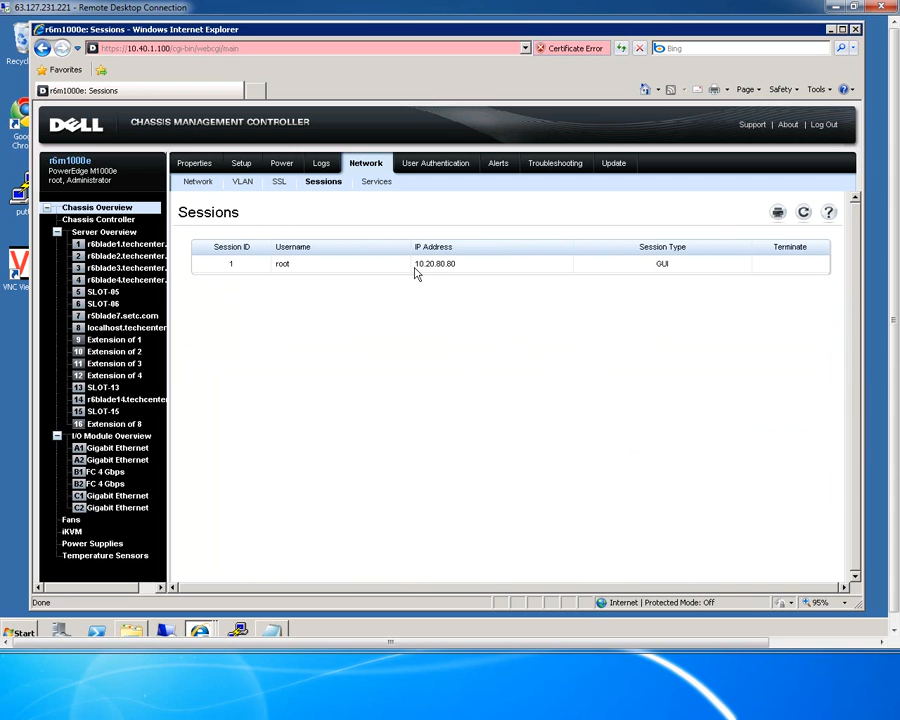 63.127.231.221 - Remote Desktop Connection
r6m1000e: Sessions - Windows Internet Explorer
https://10.40.1.100/cgi-bin/webcgi/main
Certificate Error
Bing
Favorites
r6m1000e: Sessions
Page
Safety
Tools
DELL
CHASSIS MANAGEMENT CONTROLLER
Support | About | Log Out
r6m1000e
PowerEdge M1000e
root, Administrator
Properties Setup Power Logs Network User Authentication Alerts Troubleshooting Update
Network VLAN SSL Sessions Services
Sessions
Session ID Username IP Address Session Type Terminate
1 root 10.20.80.80 GUI
Chassis Overview
Chassis Controller
Server Overview
1 r6blade1.techcenter.
2 r6blade2.techcenter.
3 r6blade3.techcenter.
4 r6blade4.techcenter.
5 SLOT-05
6 SLOT-06
7 r5blade7.setc.com
8 localhost.techcenter
9 Extension of 1
10 Extension of 2
11 Extension of 3
12 Extension of 4
13 SLOT-13
14 r6blade14.techcente
15 SLOT-15
16 Extension of 8
I/O Module Overview
A1 Gigabit Ethernet
A2 Gigabit Ethernet
B1 FC 4 Gbps
B2 FC 4 Gbps
C1 Gigabit Ethernet
C2 Gigabit Ethernet
Fans
iKVM
Power Supplies
Temperature Sensors
Done
Internet | Protected Mode: Off
95%
Start
Recyc
Goo
Chro
putt
VNC Vie